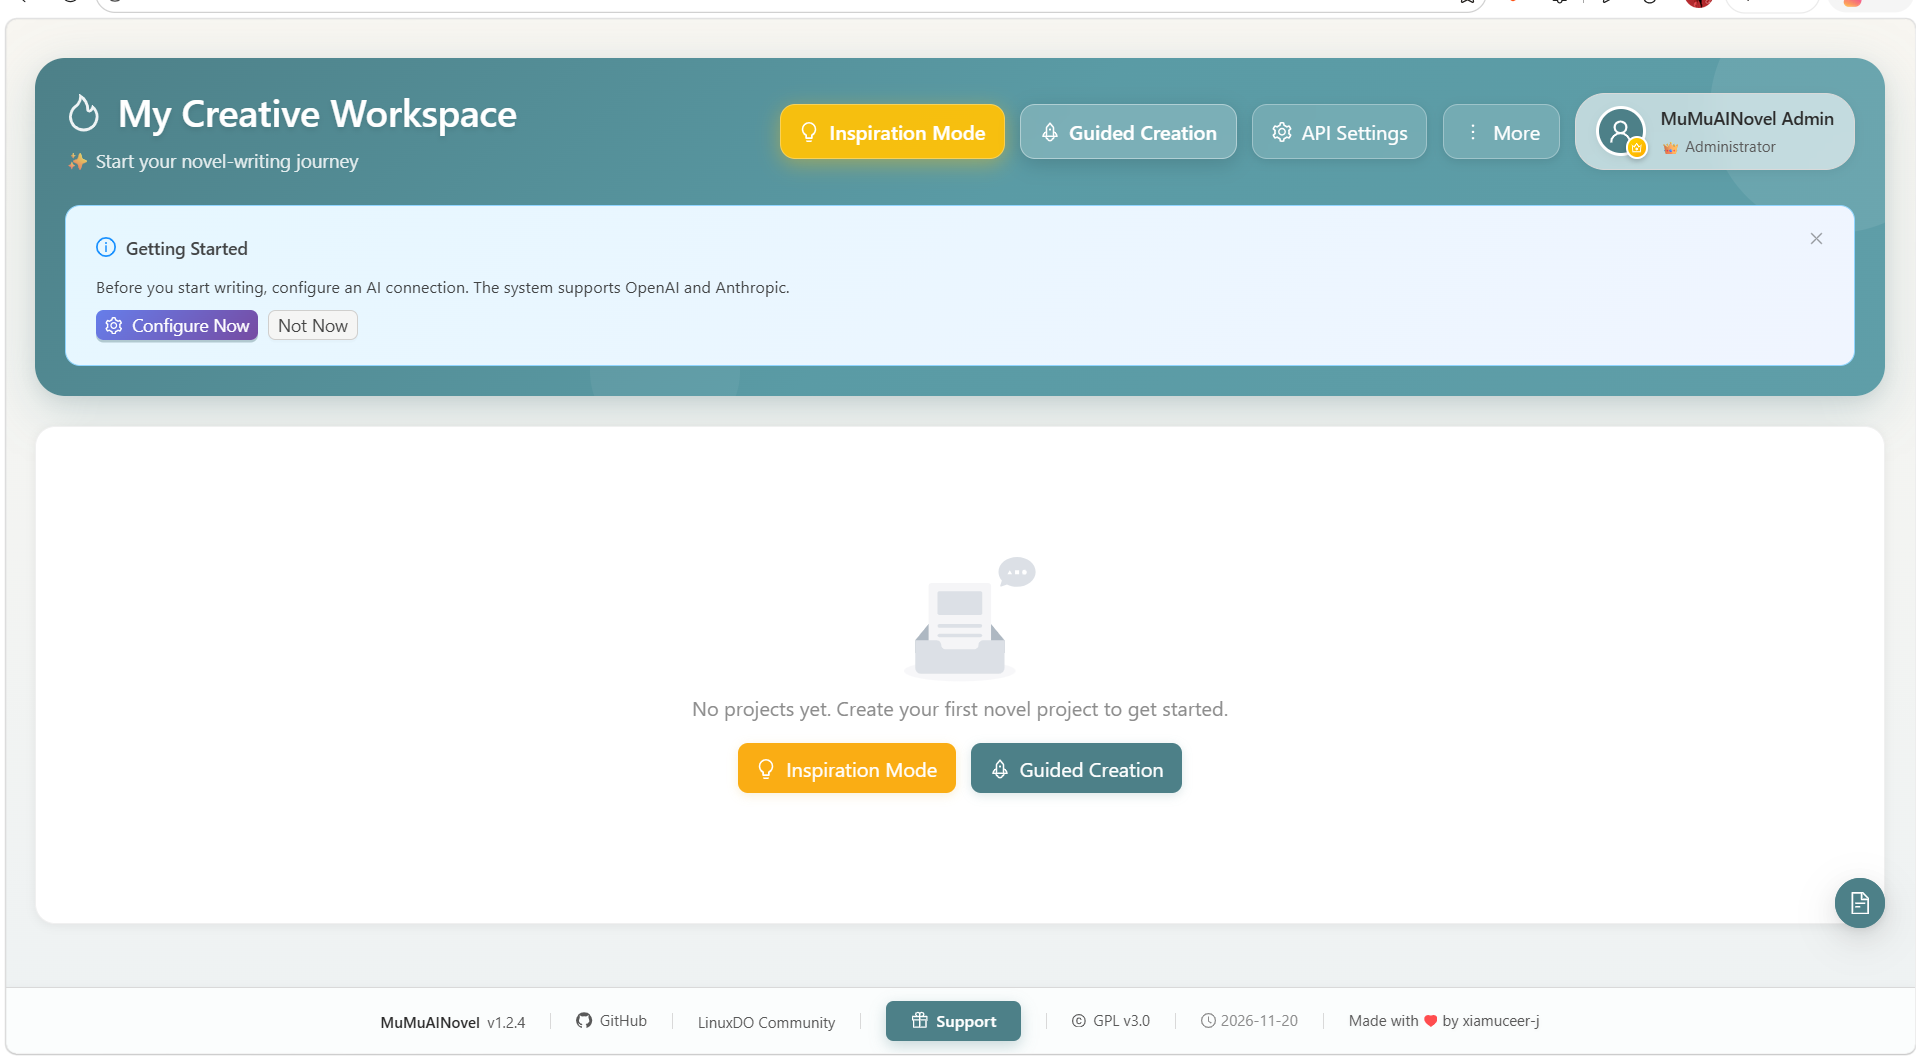 My Creative Workspace
✨ Start your novel-writing journey
Inspiration Mode
Guided Creation
API Settings
More
MuMuAINovel Admin
👑 Administrator
Getting Started
Before you start writing, configure an AI connection. The system supports OpenAI and Anthropic.
Configure Now
Not Now
No projects yet. Create your first novel project to get started.
Inspiration Mode
Guided Creation
MuMuAINovel v1.2.4
GitHub
LinuxDO Community
Support
© GPL v3.0
2026-11-20
Made with ❤ by xiamuceer-j